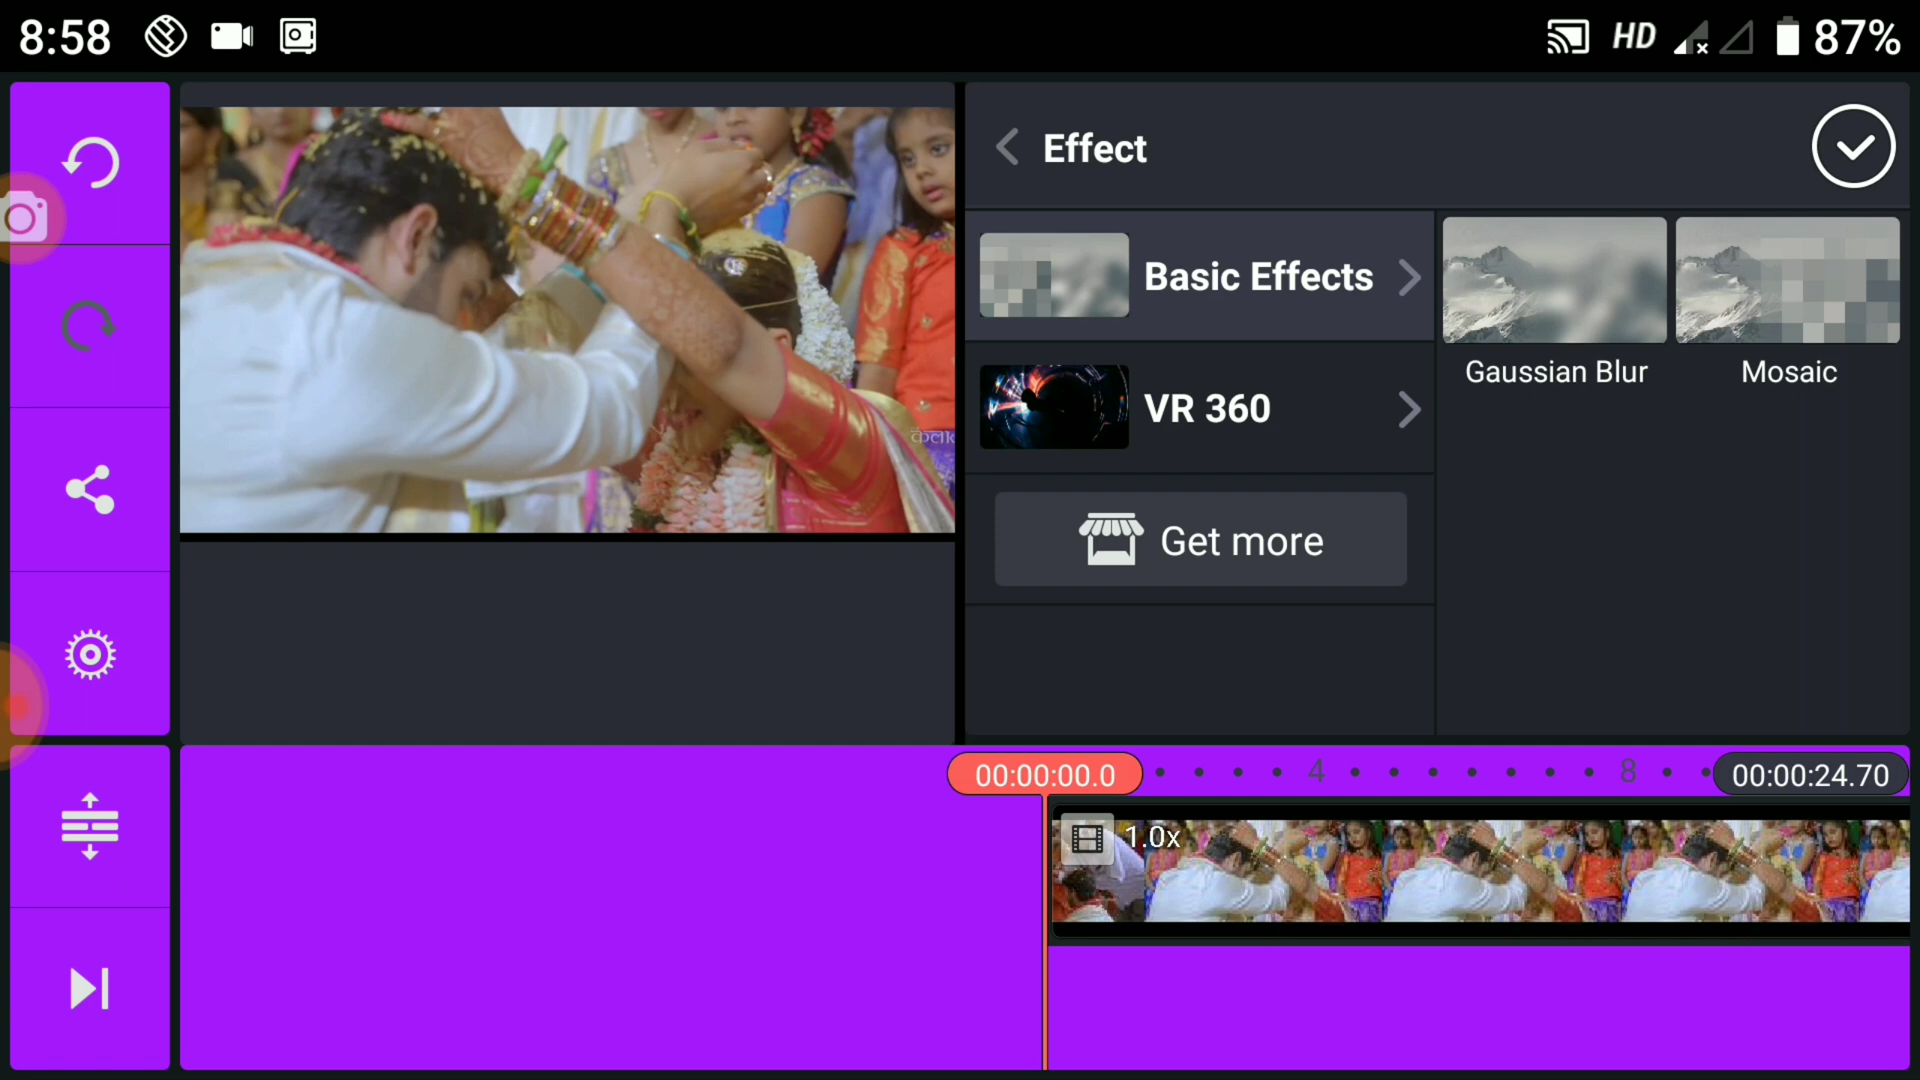 8:58
HD
87%
Effect
Basic Effects
VR 360
Get more
Gaussian Blur
Mosaic
00:00:00.0
4
8
00:00:24.70
1.0x